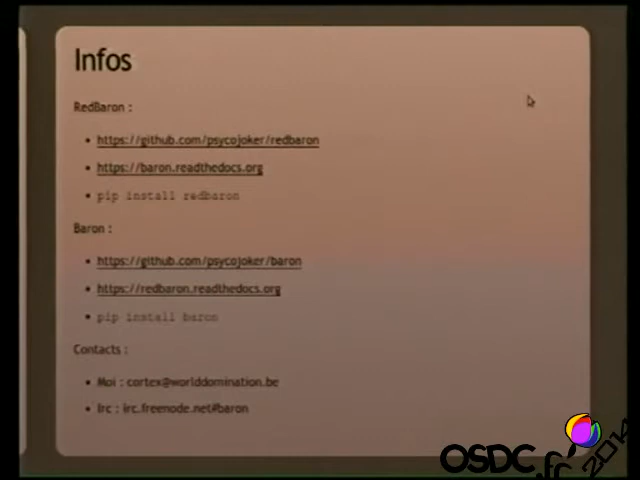 Infos
RedBaron :
• https://github.com/psycojoker/redbaron
• https://baron.readthedocs.org
• pip install redbaron
Baron :
• https://github.com/psycojoker/baron
• https://redbaron.readthedocs.org
• pip install baron
Contacts :
• Moi : cortex@worlddomination.be
• Irc : irc.freenode.net#baron
OSDC.fr 2014